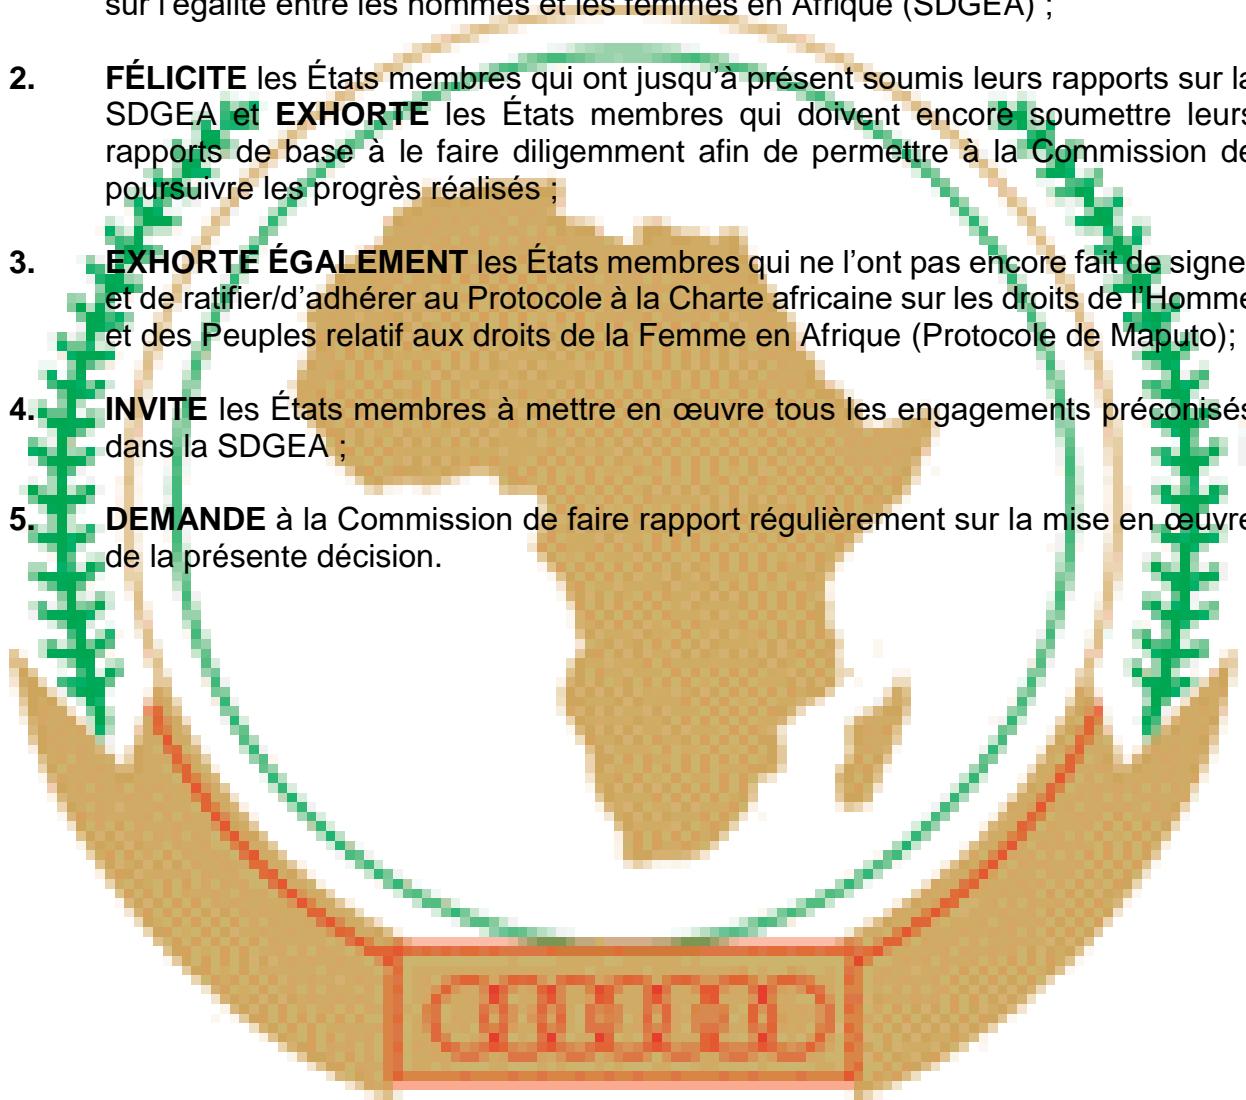 sur l'égalité entre les hommes et les femmes en Afrique (SDGEA) ;
2. FÉLICITE les États membres qui ont jusqu'à présent soumis leurs rapports sur la
SDGEA et EXHORTE les États membres qui doivent encore soumettre leurs
rapports de base à le faire diligemment afin de permettre à la Commission de
poursuivre les progrès réalisés ;
3. EXHORTE ÉGALEMENT les États membres qui ne l'ont pas encore fait de signe
et de ratifier/d'adhérer au Protocole à la Charte africaine sur les droits de l'Homme
et des Peuples relatif aux droits de la Femme en Afrique (Protocole de Maputo);
4. INVITE les États membres à mettre en œuvre tous les engagements préconisés
dans la SDGEA ;
5. DEMANDE à la Commission de faire rapport régulièrement sur la mise en œuvre
de la présente décision.